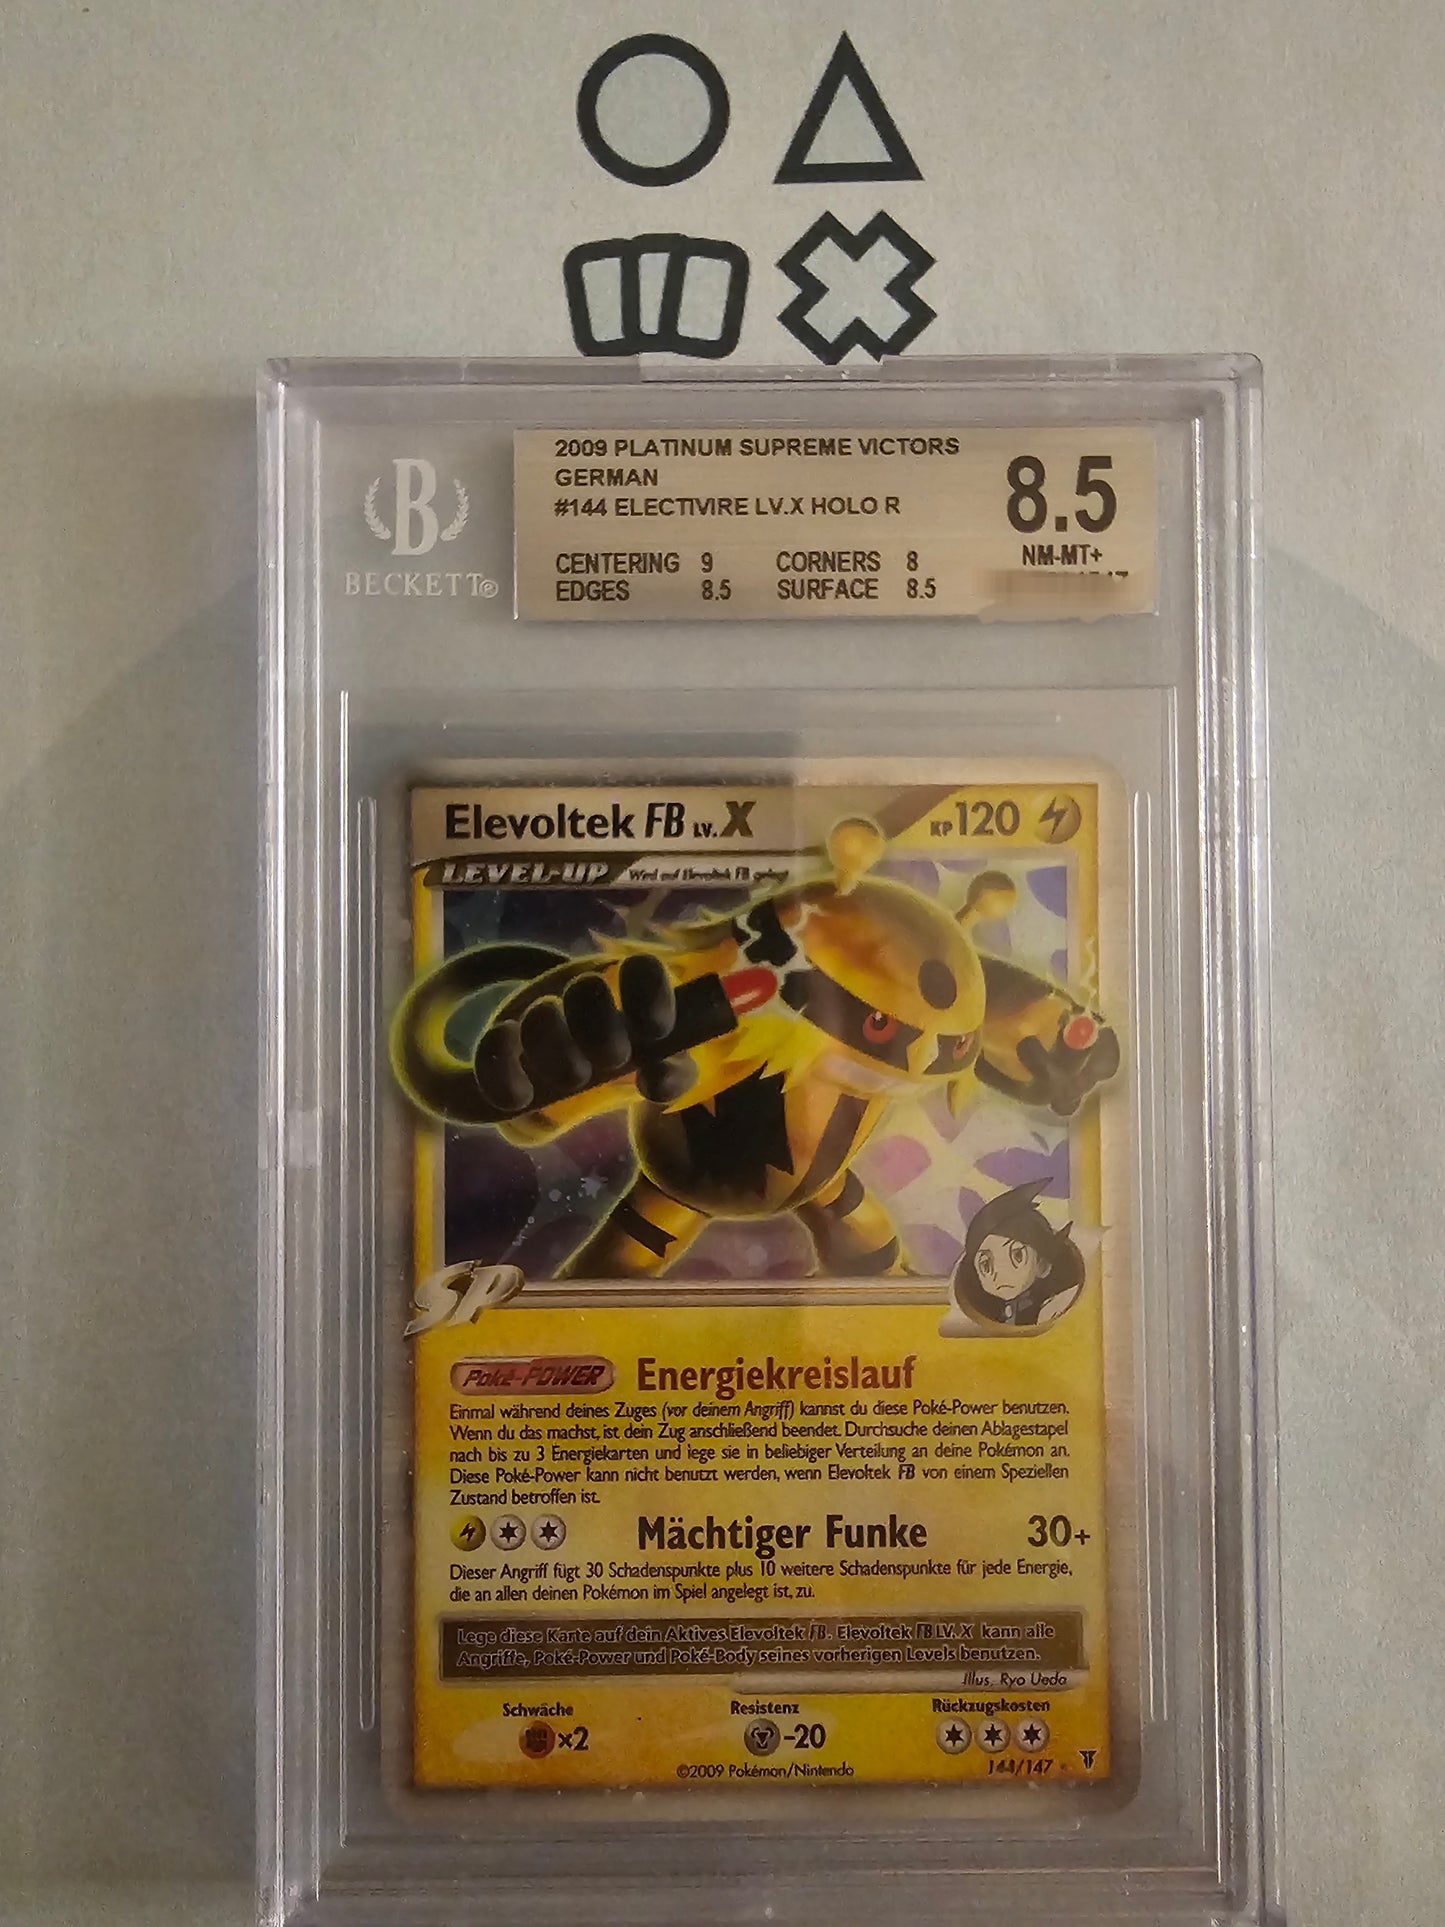 2009 PLATINUM SUPREME VICTORS
GERMAN
#144 ELECTIVIRE LV.X HOLO R
8.5
NM-MT+
CENTERING 9 CORNERS 8
EDGES 8.5 SURFACE 8.5
B
BECKETT®
Elevoltek FB LV.X KP120
LEVEL-UP Wird auf Elevoltek FB gelegt
SP
Poké-POWER Energiekreislauf
Einmal während deines Zuges (vor deinem Angriff) kannst du diese Poké-Power benutzen.
Wenn du das machst, ist dein Zug anschließend beendet. Durchsuche deinen Ablagestapel
nach bis zu 3 Energiekarten und lege sie in beliebiger Verteilung an deine Pokémon an.
Diese Poké-Power kann nicht benutzt werden, wenn Elevoltek FB von einem Speziellen
Zustand betroffen ist.
Mächtiger Funke 30+
Dieser Angriff fügt 30 Schadenspunkte plus 10 weitere Schadenspunkte für jede Energie,
die an allen deinen Pokémon im Spiel angelegt ist, zu.
Lege diese Karte auf dein Aktives Elevoltek FB. Elevoltek FB LV. X kann alle
Angriffe, Poké-Power und Poké-Body seines vorherigen Levels benutzen.
Illus. Ryo Ueda
Schwäche Resistenz Rückzugskosten
×2 -20
©2009 Pokémon/Nintendo 144/147